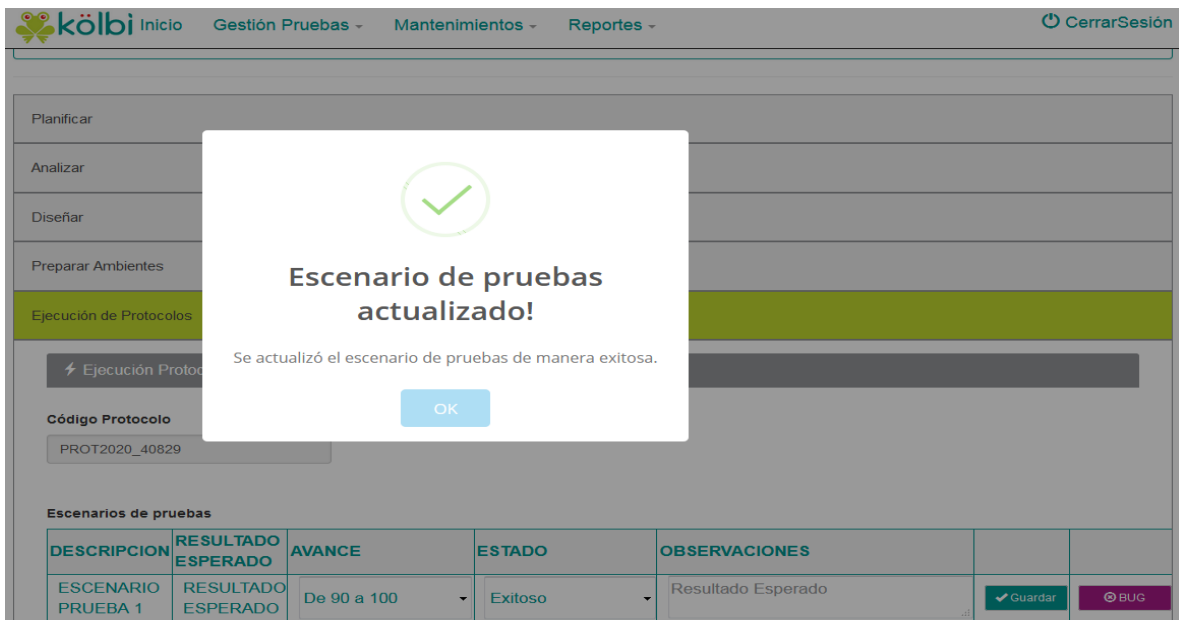 kölbi Inicio Gestión Pruebas Mantenimientos Reportes CerrarSesión
Planificar
Analizar
Diseñar
Preparar Ambientes
Ejecución de Protocolos
Escenario de pruebas
actualizado!
Se actualizó el escenario de pruebas de manera exitosa.
OK
Ejecución
Código Protocolo
PROT2020_40829
Escenarios de pruebas
DESCRIPCION RESULTADO ESPERADO AVANCE ESTADO OBSERVACIONES
ESCENARIO PRUEBA 1 RESULTADO ESPERADO De 90 a 100 Exitoso Resultado Esperado Guardar BUG